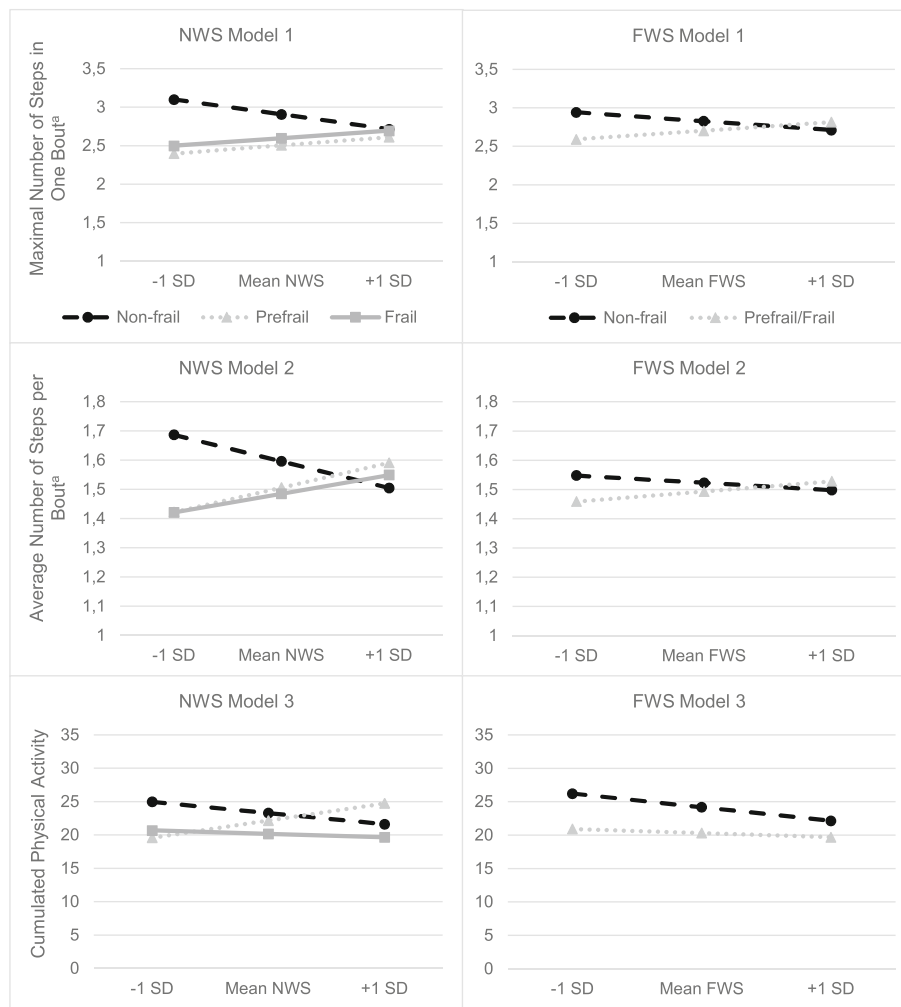 NWS Model 1
Maximal Number of Steps in
One Boutᵃ
3,5
3
2,5
2
1,5
1
-1 SD Mean NWS +1 SD
Non-frail Prefrail Frail
FWS Model 1
3,5
3
2,5
2
1,5
1
-1 SD Mean FWS +1 SD
Non-frail Prefrail/Frail
NWS Model 2
Average Number of Steps per
Boutᵃ
1,8
1,7
1,6
1,5
1,4
1,3
1,2
1,1
1
-1 SD Mean NWS +1 SD
FWS Model 2
1,8
1,7
1,6
1,5
1,4
1,3
1,2
1,1
1
-1 SD Mean FWS +1 SD
NWS Model 3
Cumulated Physical Activity
35
30
25
20
15
10
5
0
-1 SD Mean NWS +1 SD
FWS Model 3
35
30
25
20
15
10
5
0
-1 SD Mean FWS +1 SD